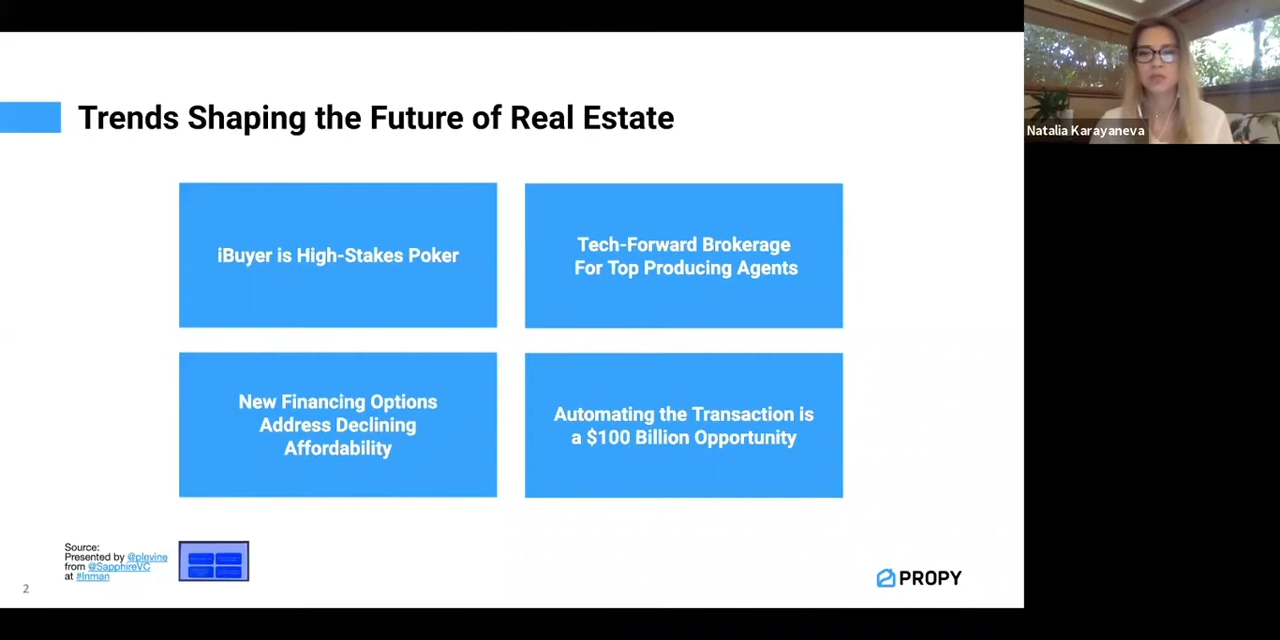 Trends Shaping the Future of Real Estate
iBuyer is High-Stakes Poker
Tech-Forward Brokerage
For Top Producing Agents
New Financing Options
Address Declining
Affordability
Automating the Transaction is
a $100 Billion Opportunity
Source:
Presented by @plevine
from @SapphireVC
at #Inman
2
PROPY
Natalia Karayaneva